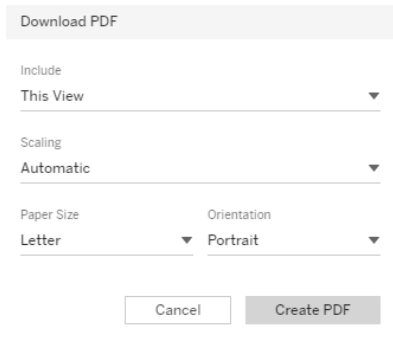 Download PDF
Include
This View
Scaling
Automatic
Paper Size Orientation
Letter Portrait
Cancel Create PDF